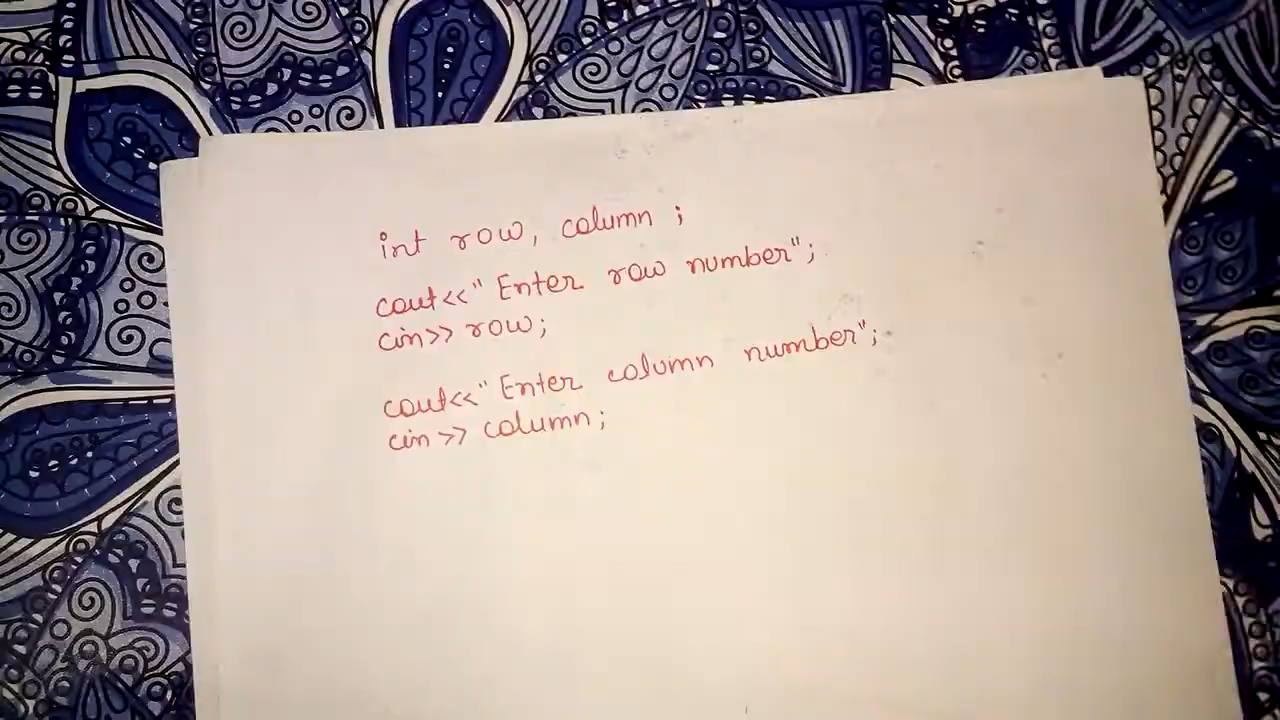 int row, column ;
cout<<"Enter row number";
cin>> row;
cout<<"Enter column number";
cin >> column;